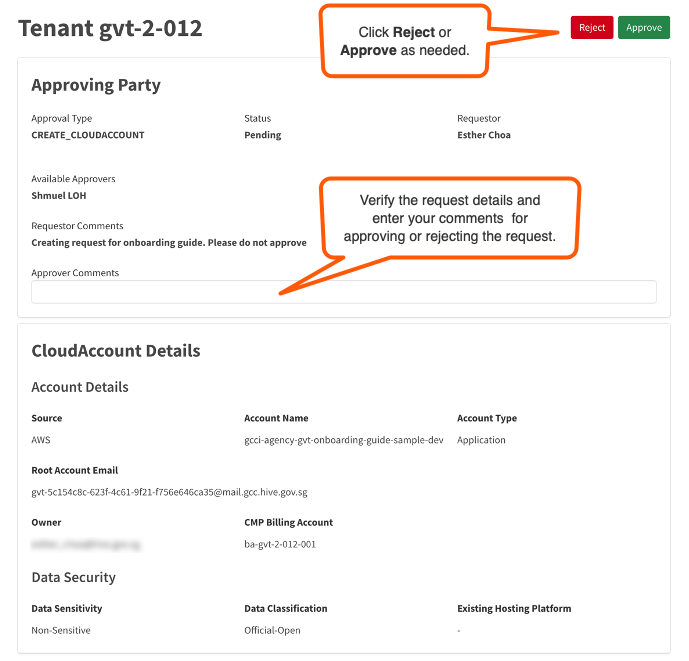 Tenant gvt-2-012
Click Reject or
Approve as needed.
Reject
Approve
Approving Party
Approval Type
Status
Requestor
CREATE_CLOUDACCOUNT
Pending
Esther Choa
Available Approvers
Shmuel LOH
Verify the request details and
enter your comments for
approving or rejecting the request.
Requestor Comments
Creating request for onboarding guide. Please do not approve
Approver Comments
CloudAccount Details
Account Details
Source
Account Name
Account Type
AWS
gcci-agency-gvt-onboarding-guide-sample-dev
Application
Root Account Email
gvt-5c154c8c-623f-4c61-9f21-f756e646ca35@mail.gcc.hive.gov.sg
Owner
CMP Billing Account
ba-gvt-2-012-001
Data Security
Data Sensitivity
Data Classification
Existing Hosting Platform
Non-Sensitive
Official-Open
-